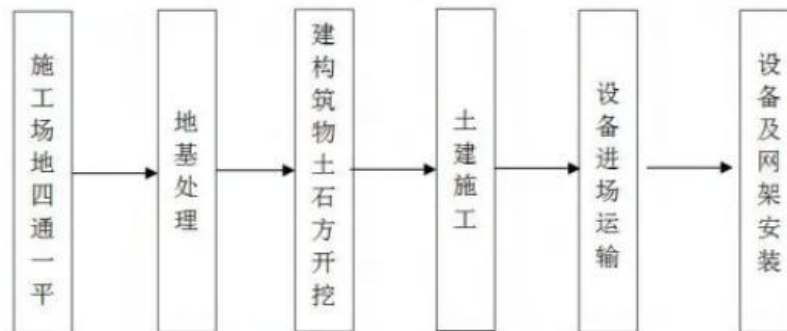 施工场地四通一平
地基处理
建构筑物土石方开挖
土建施工
设备进场运输
设备及网架安装